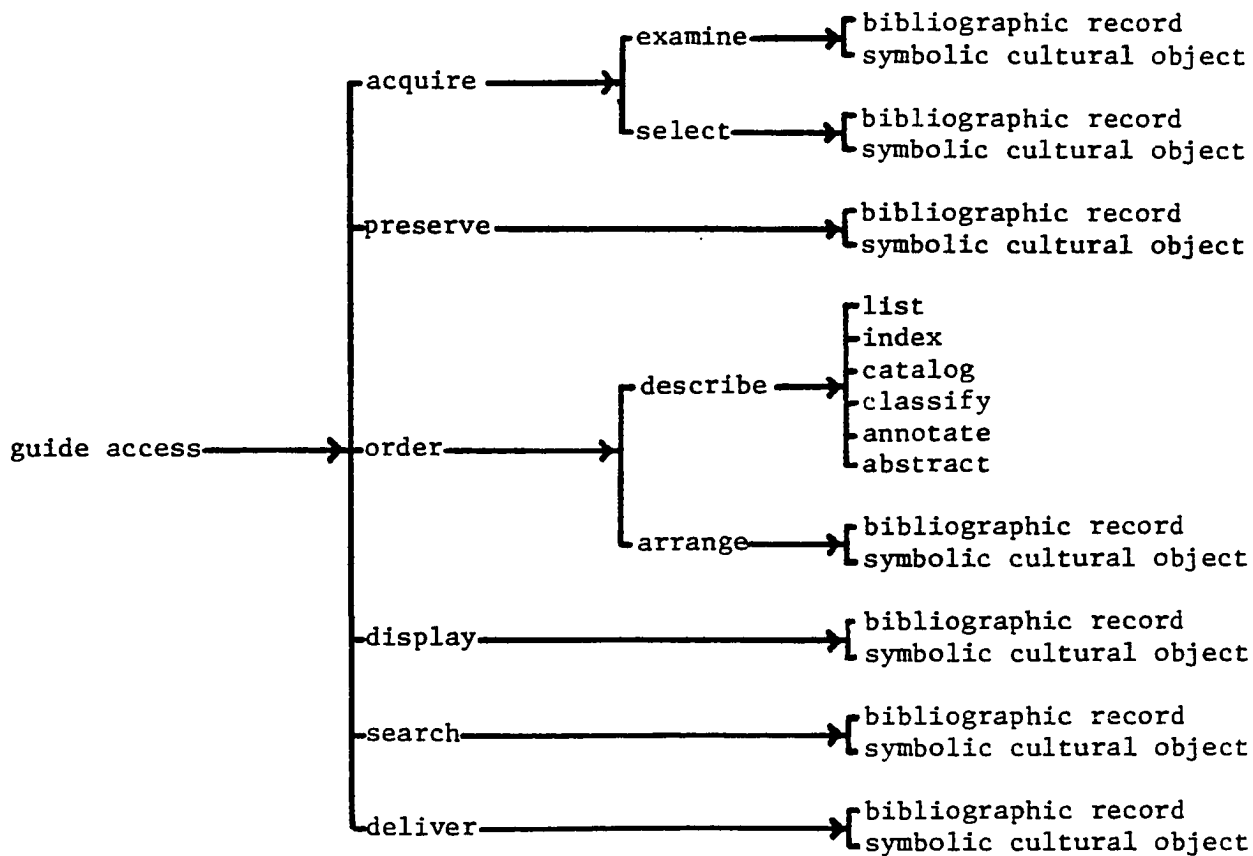 examine
bibliographic record
symbolic cultural object
acquire
select
bibliographic record
symbolic cultural object
preserve
bibliographic record
symbolic cultural object
guide access
order
describe
list
index
catalog
classify
annotate
abstract
arrange
bibliographic record
symbolic cultural object
display
bibliographic record
symbolic cultural object
search
bibliographic record
symbolic cultural object
deliver
bibliographic record
symbolic cultural object